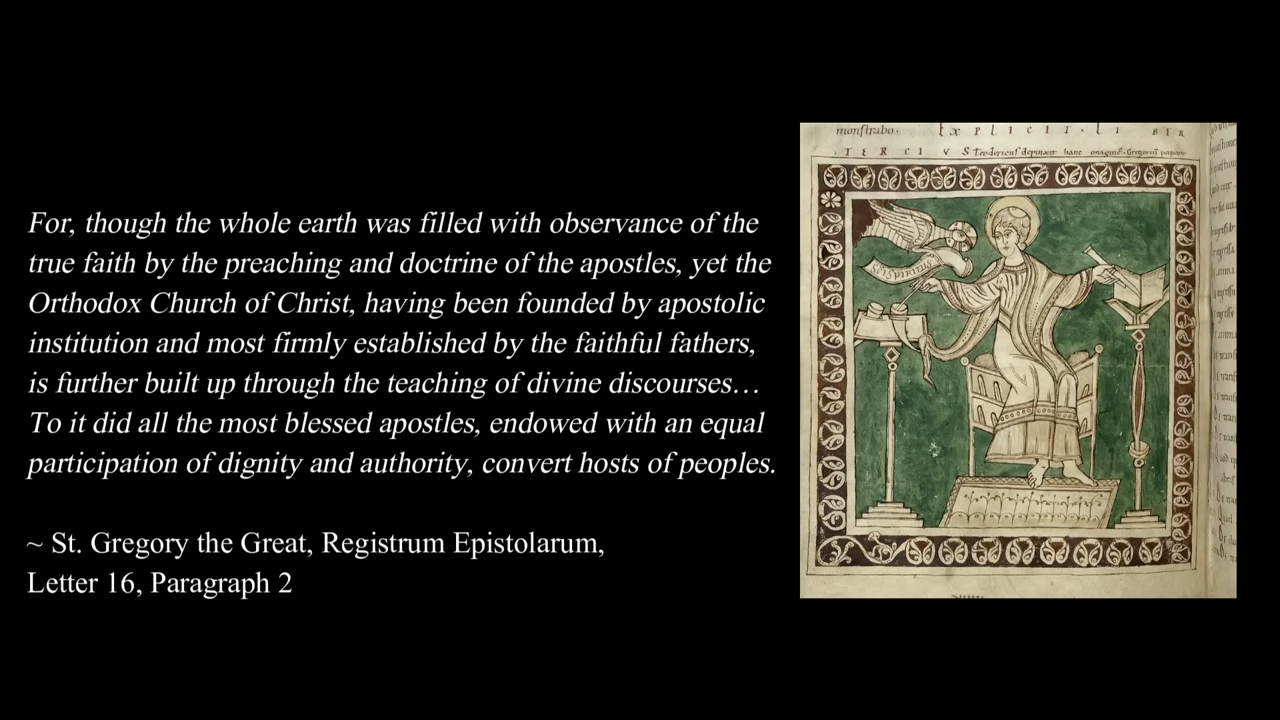 For, though the whole earth was filled with observance of the
true faith by the preaching and doctrine of the apostles, yet the
Orthodox Church of Christ, having been founded by apostolic
institution and most firmly established by the faithful fathers,
is further built up through the teaching of divine discourses…
To it did all the most blessed apostles, endowed with an equal
participation of dignity and authority, convert hosts of peoples.
~ St. Gregory the Great, Registrum Epistolarum,
Letter 16, Paragraph 2
monstrabo. EXPLICIT. LIBER
TERCIVS